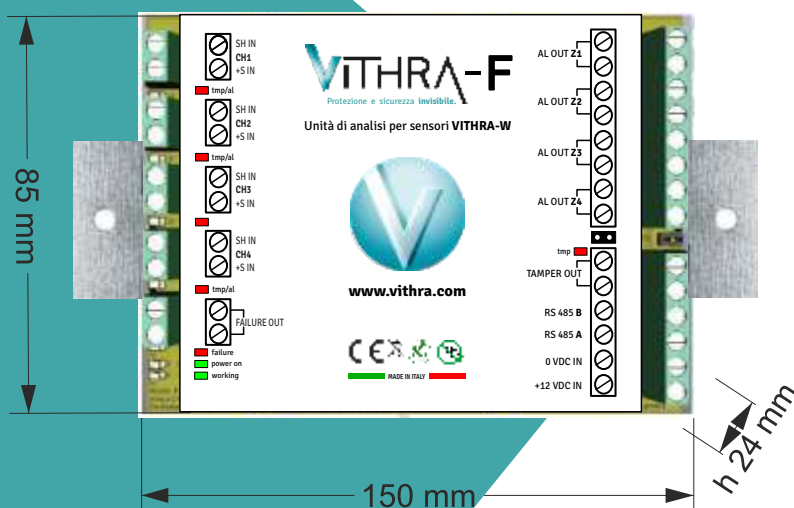 SH IN
CH1
+S IN
tmp/al
SH IN
CH2
+S IN
tmp/al
SH IN
CH3
+S IN
SH IN
CH4
+S IN
tmp/al
FAILURE OUT
failure
power on
working
VITHRA-F
Protezione e sicurezza invisibile.
Unità di analisi per sensori VITHRA-W
www.vithra.com
CE
MADE IN ITALY
AL OUT Z1
AL OUT Z2
AL OUT Z3
AL OUT Z4
tmp
TAMPER OUT
RS 485 B
RS 485 A
0 VDC IN
+12 VDC IN
85 mm
150 mm
h 24 mm